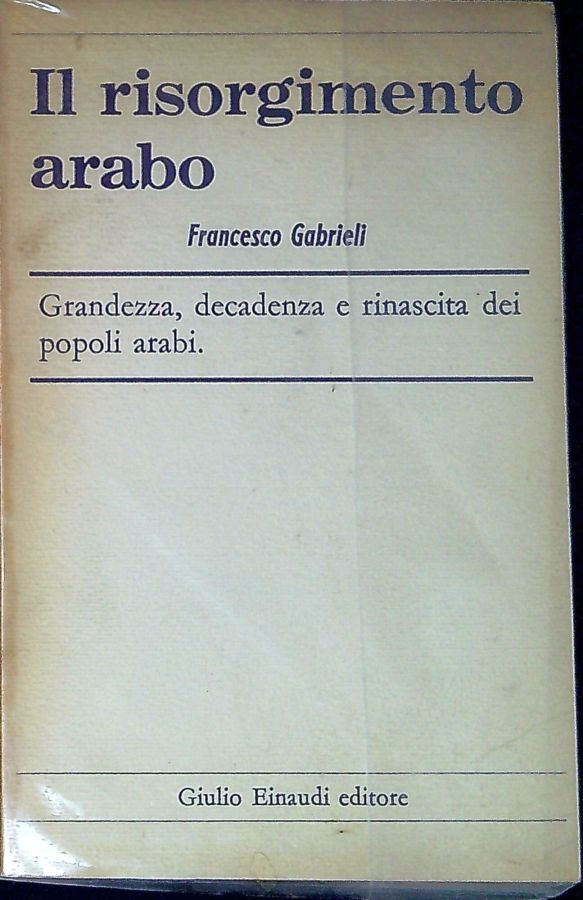 Il risorgimento
arabo
Francesco Gabrieli
Grandezza, decadenza e rinascita dei
popoli arabi.
Giulio Einaudi editore